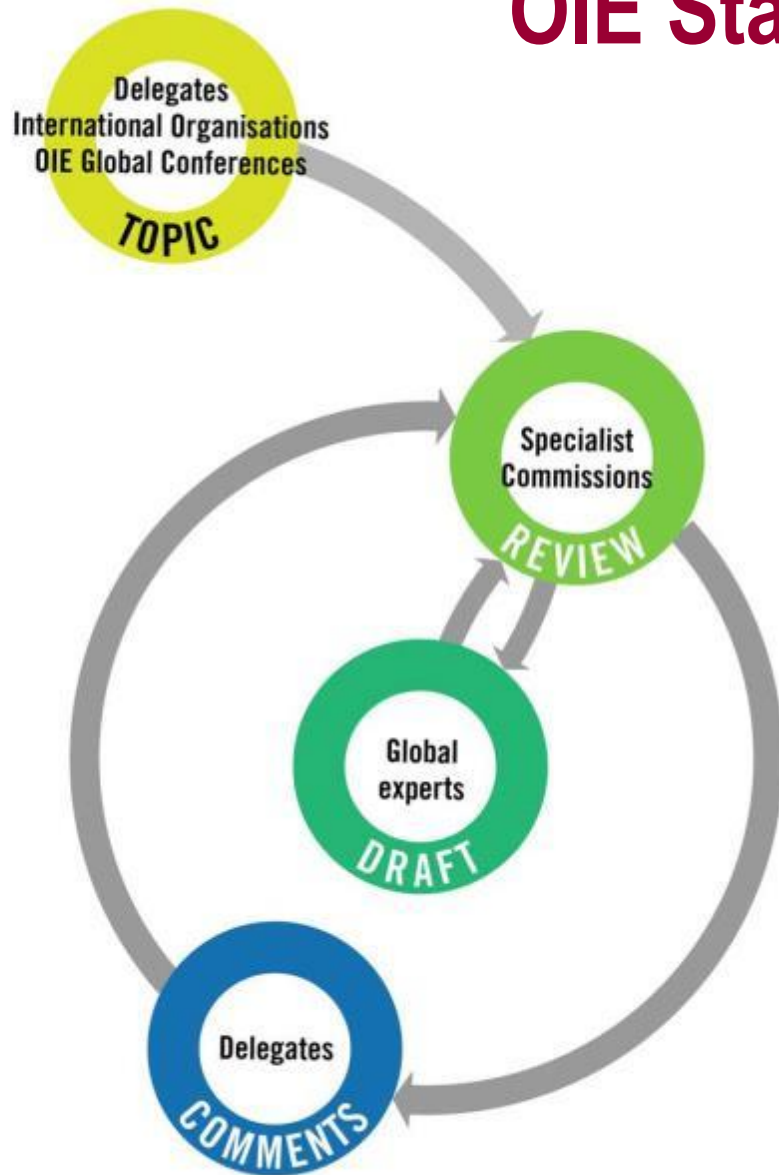 OIE Sta
Delegates
International Organisations
OIE Global Conferences
TOPIC
Specialist
Commissions
REVIEW
Global
experts
DRAFT
Delegates
COMMENTS